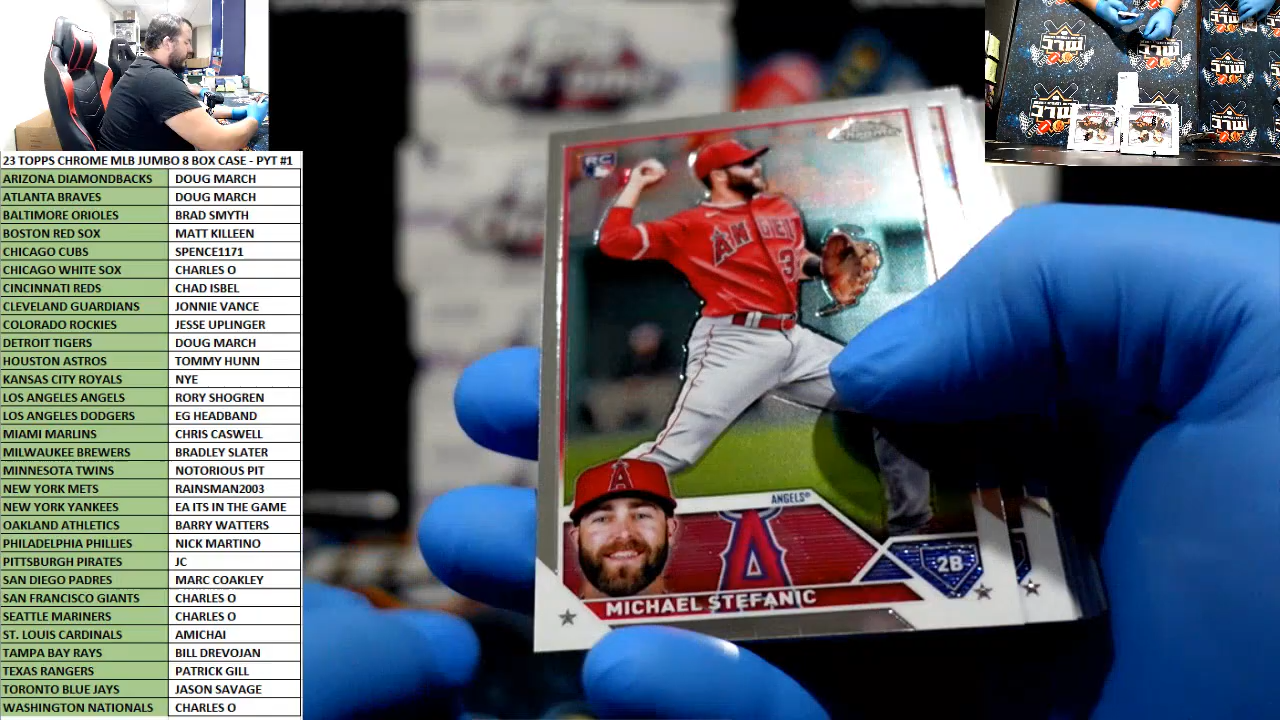 23 TOPPS CHROME MLB JUMBO 8 BOX CASE - PYT #1
ARIZONA DIAMONDBACKS DOUG MARCH
ATLANTA BRAVES DOUG MARCH
BALTIMORE ORIOLES BRAD SMYTH
BOSTON RED SOX MATT KILLEEN
CHICAGO CUBS SPENCE1171
CHICAGO WHITE SOX CHARLES O
CINCINNATI REDS CHAD ISBEL
CLEVELAND GUARDIANS JONNIE VANCE
COLORADO ROCKIES JESSE UPLINGER
DETROIT TIGERS DOUG MARCH
HOUSTON ASTROS TOMMY HUNN
KANSAS CITY ROYALS NYE
LOS ANGELES ANGELS RORY SHOGREN
LOS ANGELES DODGERS EG HEADBAND
MIAMI MARLINS CHRIS CASWELL
MILWAUKEE BREWERS BRADLEY SLATER
MINNESOTA TWINS NOTORIOUS PIT
NEW YORK METS RAINSMAN2003
NEW YORK YANKEES EA ITS IN THE GAME
OAKLAND ATHLETICS BARRY WATTERS
PHILADELPHIA PHILLIES NICK MARTINO
PITTSBURGH PIRATES JC
SAN DIEGO PADRES MARC COAKLEY
SAN FRANCISCO GIANTS CHARLES O
SEATTLE MARINERS CHARLES O
ST. LOUIS CARDINALS AMICHAI
TAMPA BAY RAYS BILL DREVOJAN
TEXAS RANGERS PATRICK GILL
TORONTO BLUE JAYS JASON SAVAGE
WASHINGTON NATIONALS CHARLES O
RC
Chrome
ANGEL
3
A
ANGELS
A
2B
MICHAEL STEFANIC